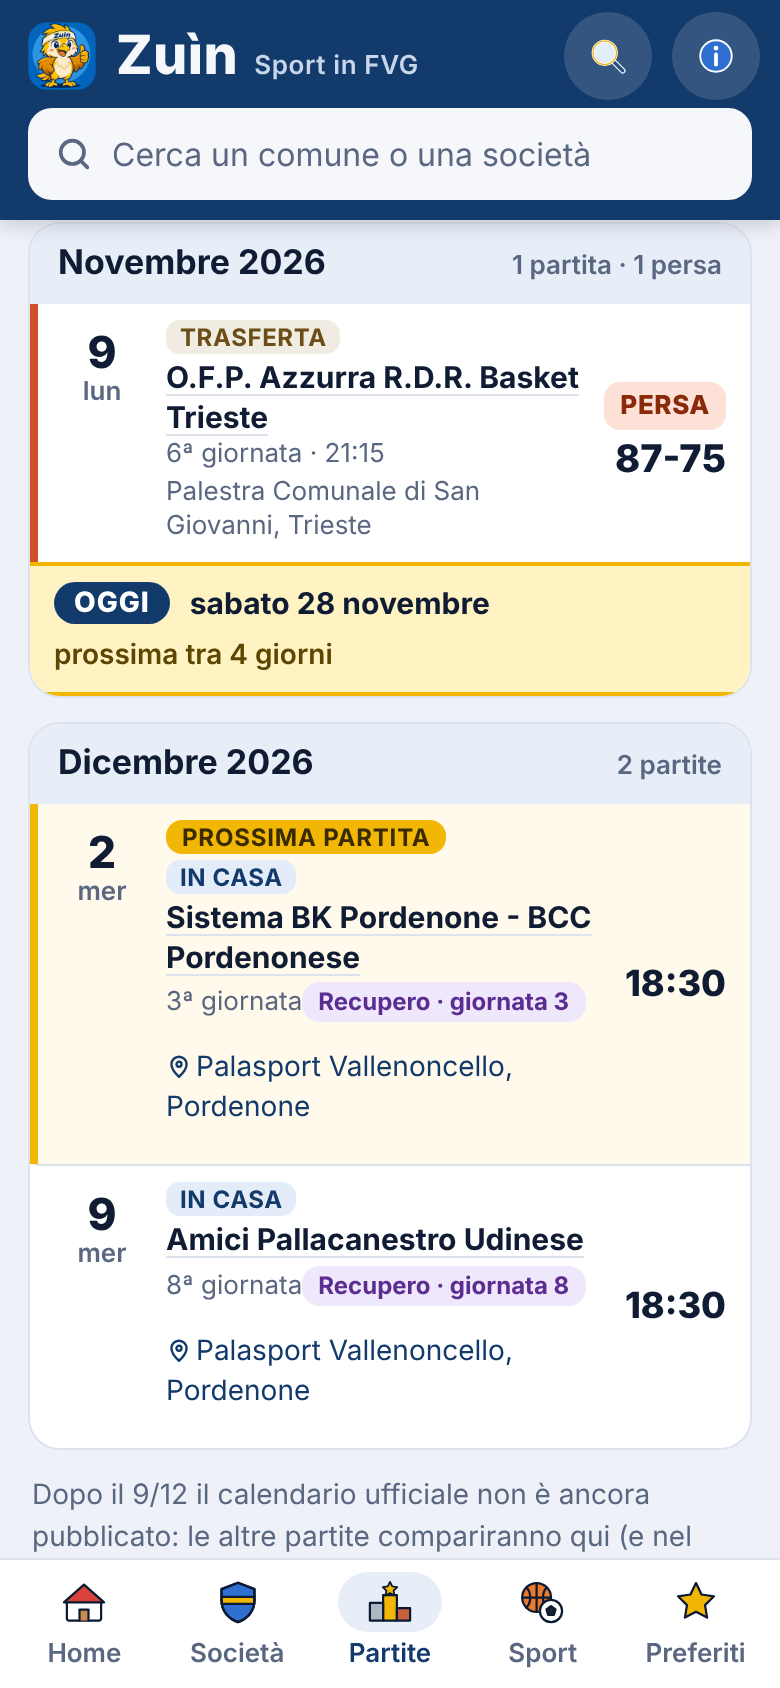 Zuìn Sport in FVG
Cerca un comune o una società
Novembre 2026 1 partita · 1 persa
9 lun
TRASFERTA
O.F.P. Azzurra R.D.R. Basket
Trieste
6ª giornata · 21:15
Palestra Comunale di San
Giovanni, Trieste
PERSA
87-75
OGGI sabato 28 novembre
prossima tra 4 giorni
Dicembre 2026 2 partite
2 mer
PROSSIMA PARTITA
IN CASA
Sistema BK Pordenone - BCC
Pordenonese
3ª giornata Recupero · giornata 3
Palasport Vallenoncello,
Pordenone
18:30
9 mer
IN CASA
Amici Pallacanestro Udinese
8ª giornata Recupero · giornata 8
Palasport Vallenoncello,
Pordenone
18:30
Dopo il 9/12 il calendario ufficiale non è ancora
pubblicato: le altre partite compariranno qui (e nel
Home Società Partite Sport Preferiti